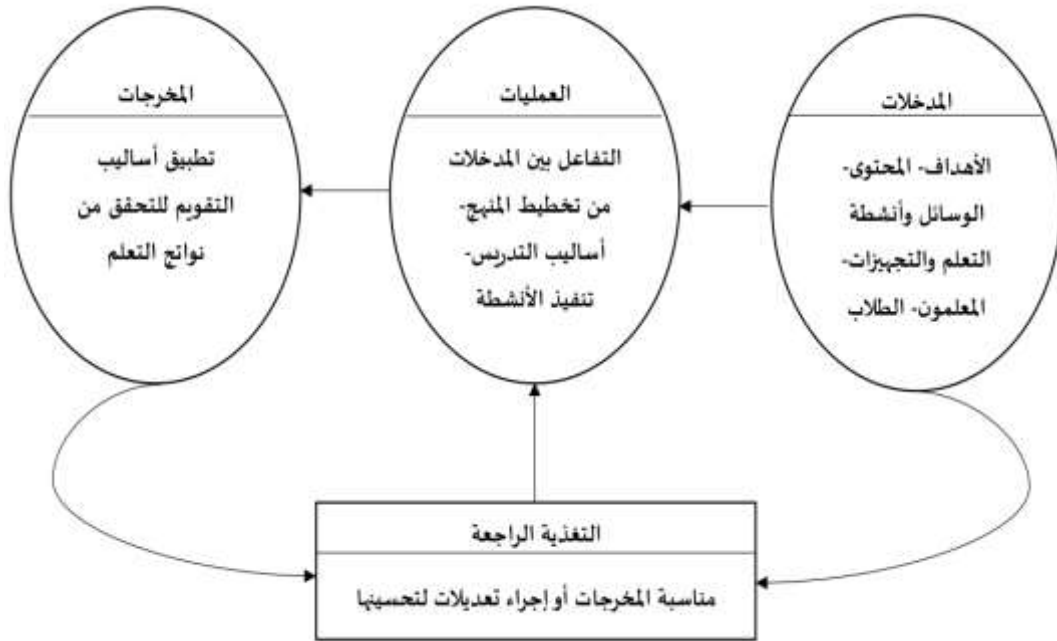 المدخلات
الأهداف- المحتوى-
الوسائل وأنشطة
التعلم والتجهيزات-
المعلمون- الطلاب
العمليات
التفاعل بين المدخلات
من تخطيط المنهج-
أساليب التدريس-
تنفيذ الأنشطة
المخرجات
تطبيق أساليب
التقويم للتحقق من
نواتج التعلم
التغذية الراجعة
مناسبة المخرجات أو إجراء تعديلات لتحسينها